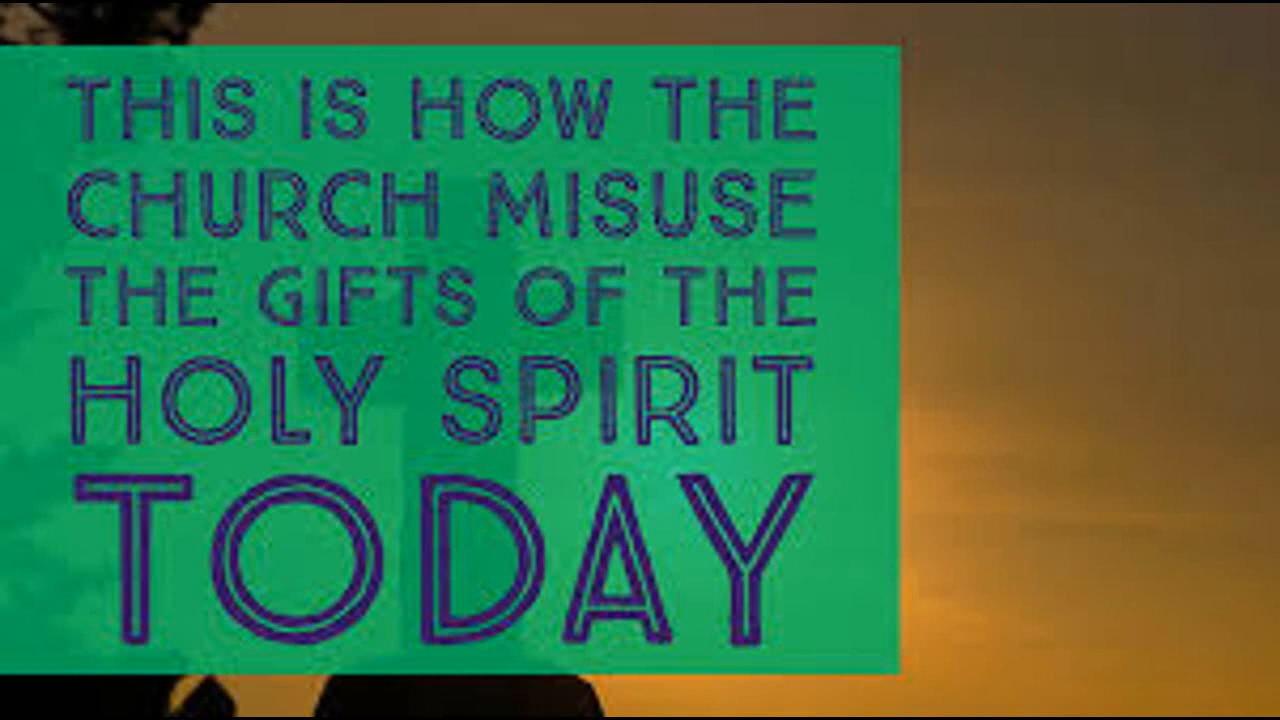 THIS IS HOW THE
CHURCH MISUSE
THE GIFTS OF THE
HOLY SPIRIT
TODAY